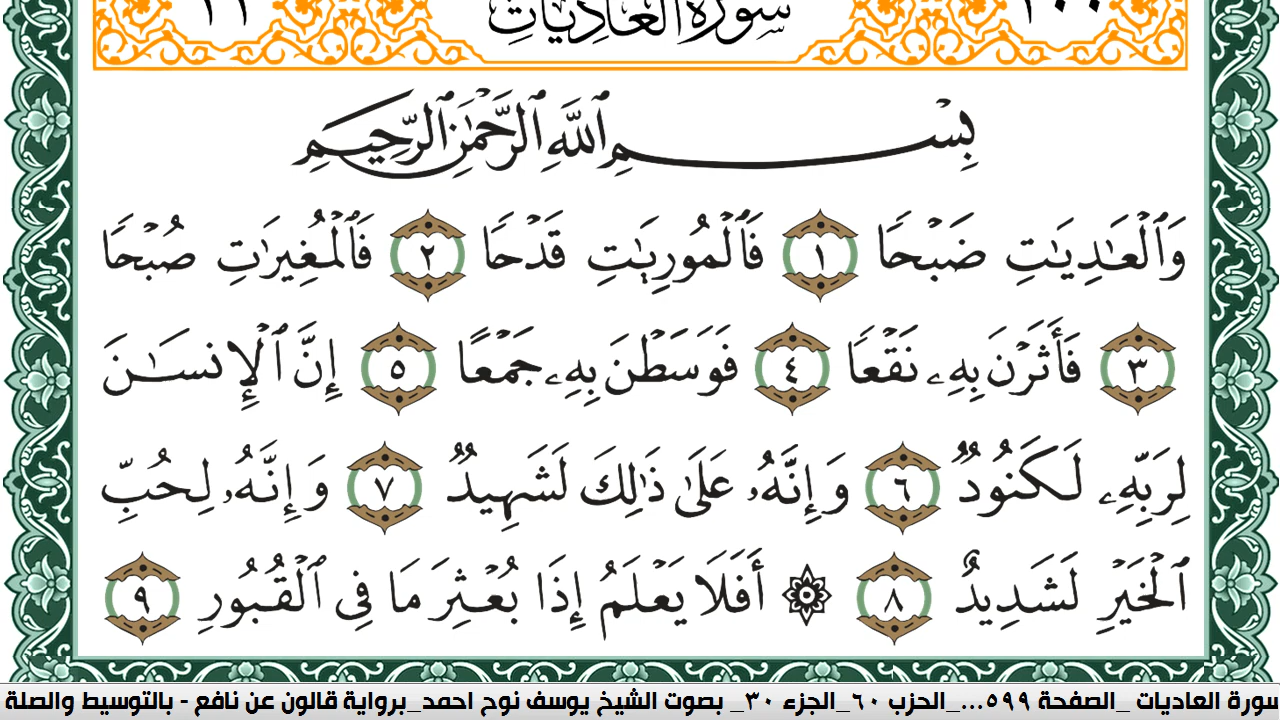 سورة العاديات
بِسْمِ ٱللَّهِ ٱلرَّحْمَٰنِ ٱلرَّحِيمِ
وَٱلْعَٰدِيَٰتِ ضَبْحًا ١ فَٱلْمُورِيَٰتِ قَدْحًا ٢ فَٱلْمُغِيرَٰتِ صُبْحًا
٣ فَأَثَرْنَ بِهِۦ نَقْعًا ٤ فَوَسَطْنَ بِهِۦ جَمْعًا ٥ إِنَّ ٱلْإِنسَٰنَ
لِرَبِّهِۦ لَكَنُودٌ ٦ وَإِنَّهُۥ عَلَىٰ ذَٰلِكَ لَشَهِيدٌ ٧ وَإِنَّهُۥ لِحُبِّ
ٱلْخَيْرِ لَشَدِيدٌ ٨ ۞ أَفَلَا يَعْلَمُ إِذَا بُعْثِرَ مَا فِى ٱلْقُبُورِ ٩
سورة العاديات _الصفحة ٥٩٩..._الحزب ٦٠_الجزء ٣٠_ بصوت الشيخ يوسف نوح احمد_برواية قالون عن نافع - بالتوسيط والصلة